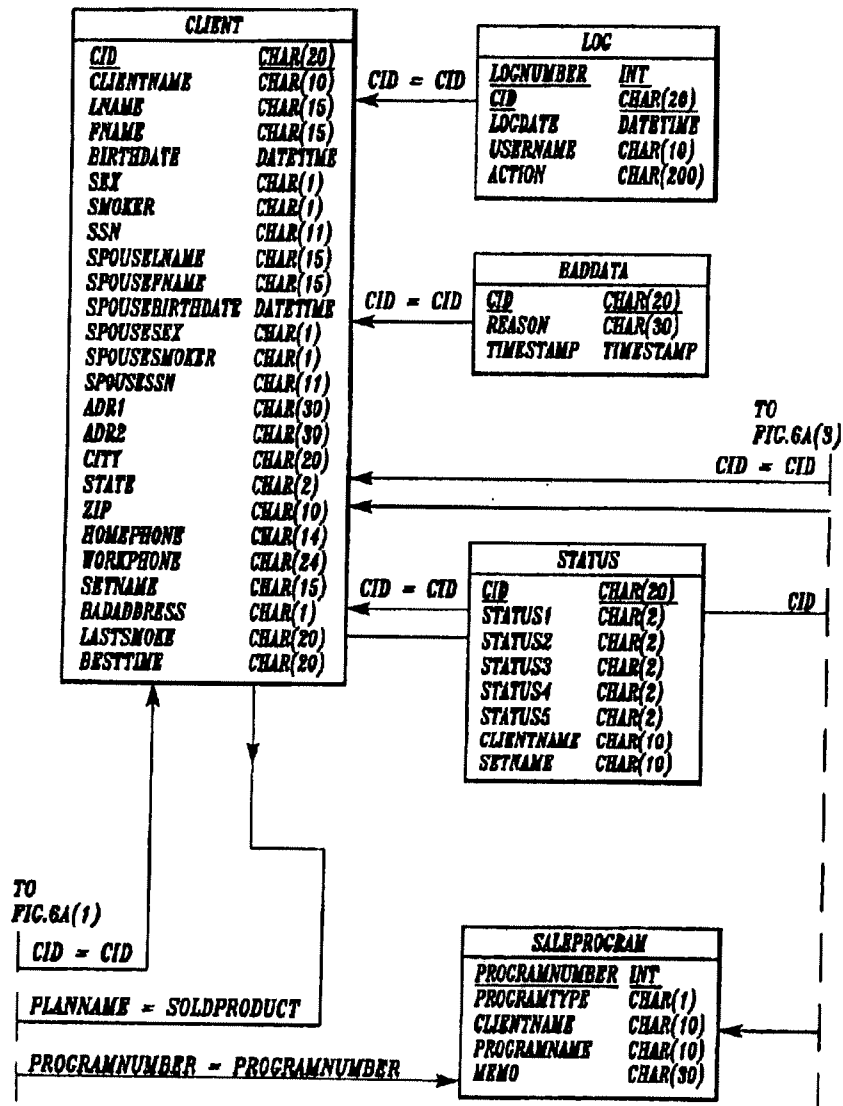 CLIENT
CID CHAR(20)
CLIENTNAME CHAR(10)
LNAME CHAR(15)
FNAME CHAR(15)
BIRTHDATE DATETIME
SEX CHAR(1)
SMOKER CHAR(1)
SSN CHAR(11)
SPOUSELNAME CHAR(15)
SPOUSEFNAME CHAR(15)
SPOUSEBIRTHDATE DATETIME
SPOUSESEX CHAR(1)
SPOUSESMOKER CHAR(1)
SPOUSESSN CHAR(11)
ADR1 CHAR(30)
ADR2 CHAR(30)
CITY CHAR(20)
STATE CHAR(2)
ZIP CHAR(10)
HOMEPHONE CHAR(14)
WORKPHONE CHAR(24)
SETNAME CHAR(15)
BADADDRESS CHAR(1)
LASTSMOKE CHAR(20)
BESTTIME CHAR(20)
CID = CID
LOG
LOGNUMBER INT
CID CHAR(20)
LOGDATE DATETIME
USERNAME CHAR(10)
ACTION CHAR(200)
CID = CID
BADDATA
CID CHAR(20)
REASON CHAR(30)
TIMESTAMP TIMESTAMP
TO
FIG.6A(3)
CID = CID
CID = CID
STATUS
CID CHAR(20)
STATUS1 CHAR(2)
STATUS2 CHAR(2)
STATUS3 CHAR(2)
STATUS4 CHAR(2)
STATUS5 CHAR(2)
CLIENTNAME CHAR(10)
SETNAME CHAR(10)
CID
TO
FIG.6A(1)
CID = CID
PLANNAME = SOLDPRODUCT
PROGRAMNUMBER = PROGRAMNUMBER
SALEPROGRAM
PROGRAMNUMBER INT
PROGRAMTYPE CHAR(1)
CLIENTNAME CHAR(10)
PROGRAMNAME CHAR(10)
MEMO CHAR(30)